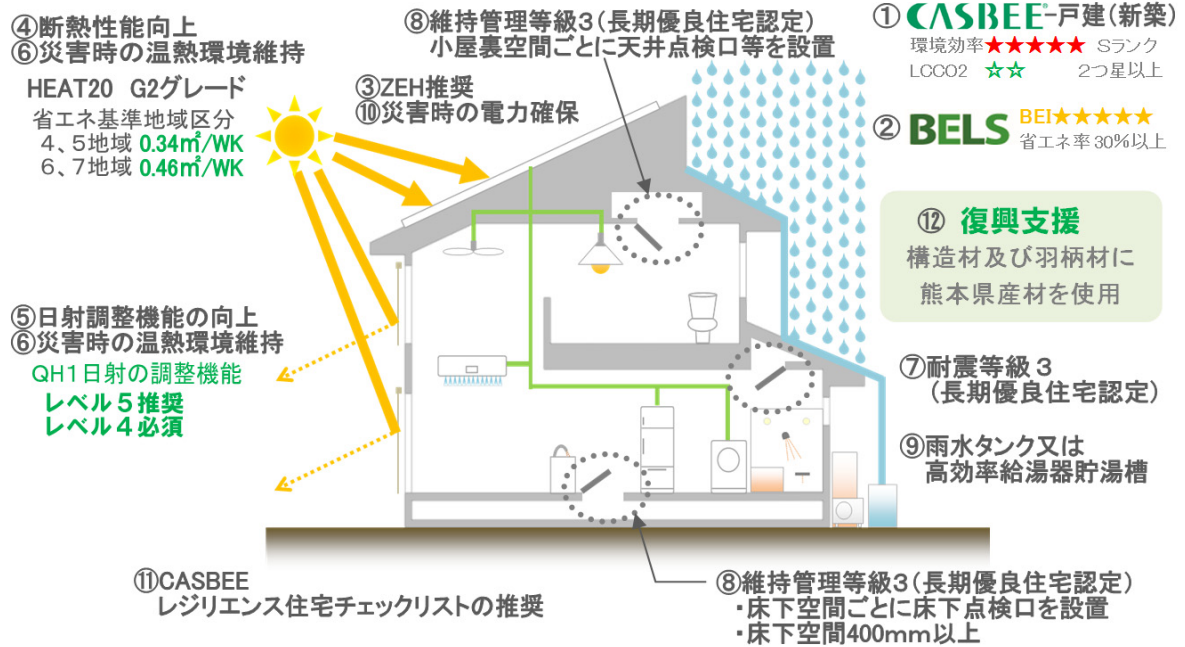 ④断熱性能向上
⑥災害時の温熱環境維持
HEAT20 G2グレード
省エネ基準地域区分
4、5地域 0.34㎡/WK
6、7地域 0.46㎡/WK
⑧維持管理等級3(長期優良住宅認定)
小屋裏空間ごとに天井点検口等を設置
③ZEH推奨
⑩災害時の電力確保
① CASBEE®-戸建(新築)
環境効率★★★★★ Sランク
LCCO2 ☆☆ 2つ星以上
② BELS
BEI★★★★★
省エネ率30%以上
⑫ 復興支援
構造材及び羽柄材に
熊本県産材を使用
⑤日射調整機能の向上
⑥災害時の温熱環境維持
QH1日射の調整機能
レベル5推奨
レベル4必須
⑦耐震等級3
(長期優良住宅認定)
⑨雨水タンク又は
高効率給湯器貯湯槽
⑪CASBEE
レジリエンス住宅チェックリストの推奨
⑧維持管理等級3(長期優良住宅認定)
・床下空間ごとに床下点検口を設置
・床下空間400mm以上